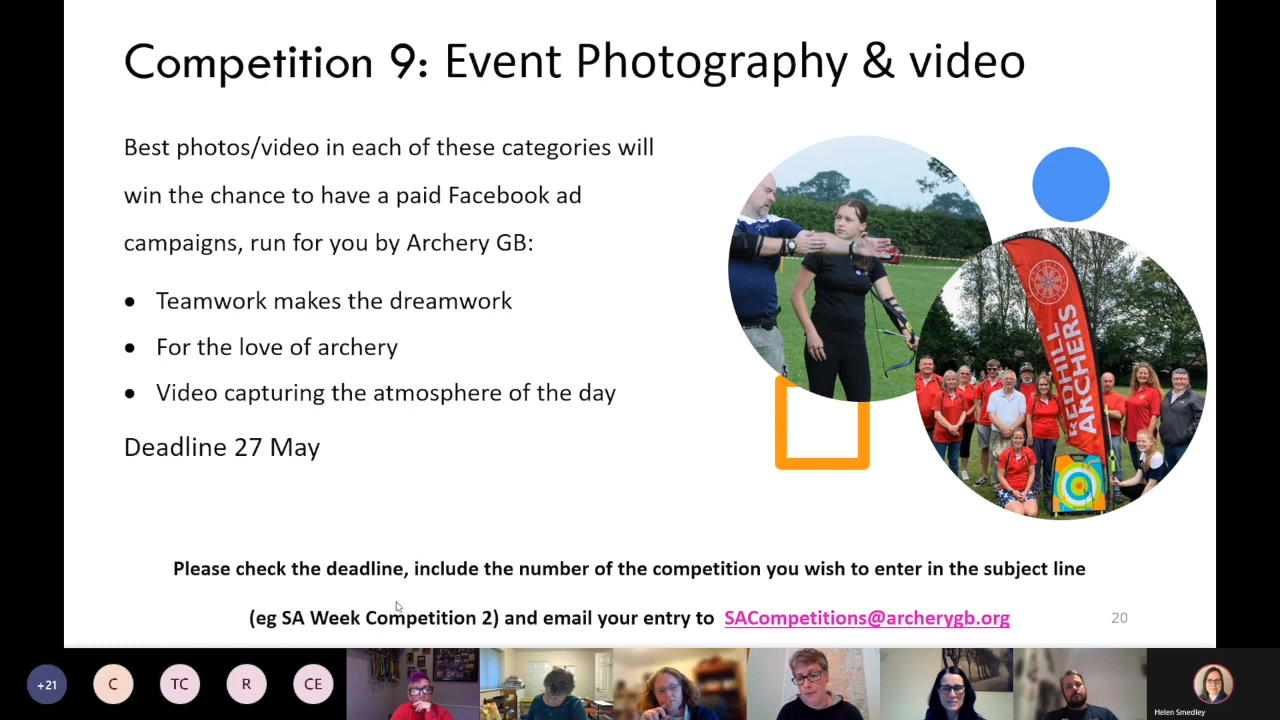 Competition 9: Event Photography & video
Best photos/video in each of these categories will
win the chance to have a paid Facebook ad
campaigns, run for you by Archery GB:
• Teamwork makes the dreamwork
• For the love of archery
• Video capturing the atmosphere of the day
Deadline 27 May
REDHILL
ARCHERS
Please check the deadline, include the number of the competition you wish to enter in the subject line
(eg SA Week Competition 2) and email your entry to SACompetitions@archerygb.org
20
+21
C
TC
R
CE
Helen Smedley